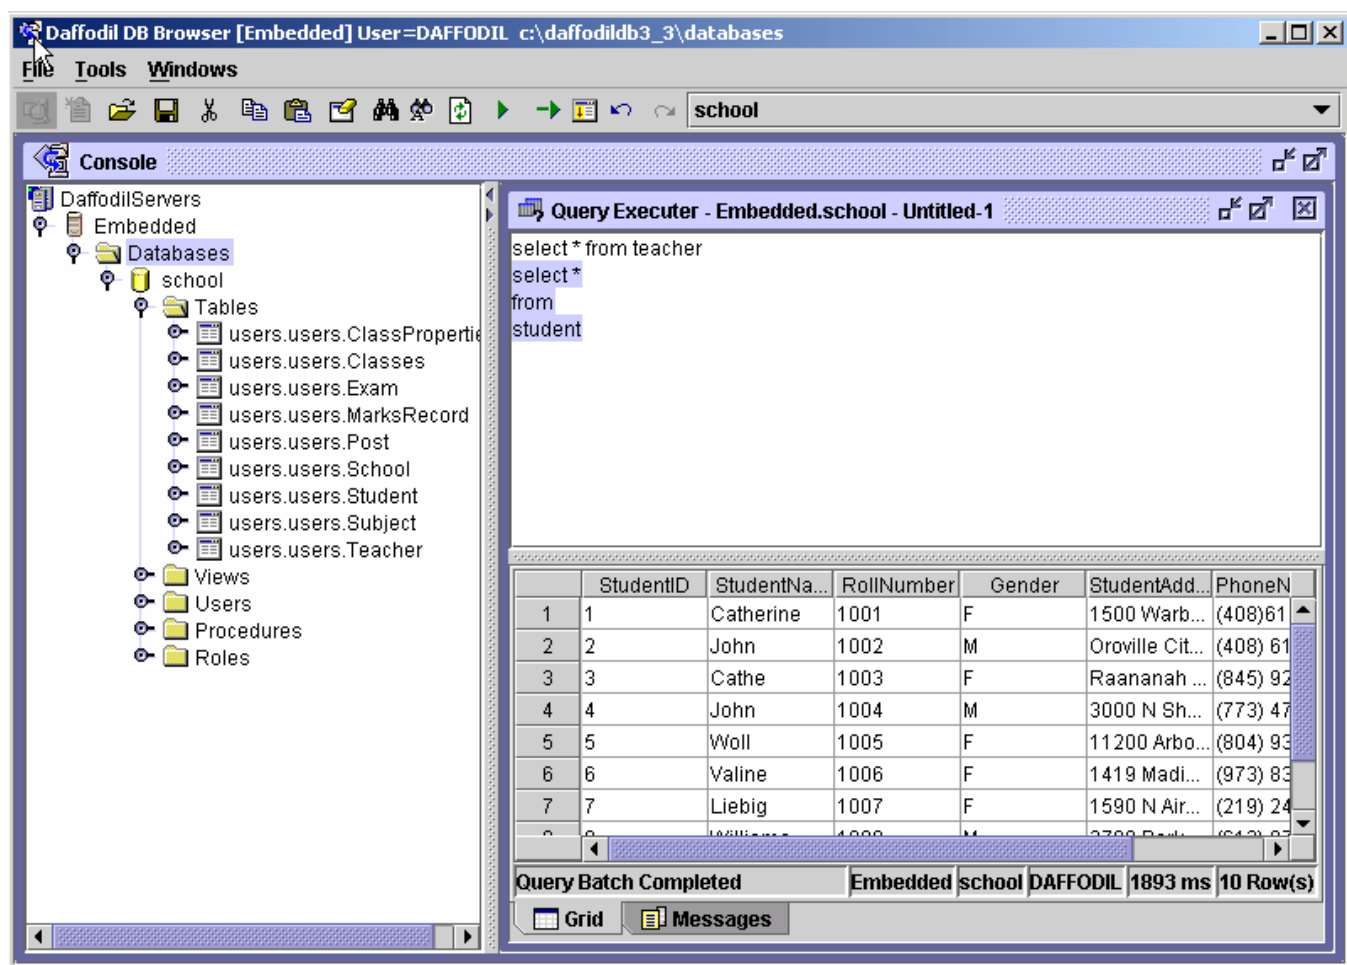 Daffodil DB Browser [Embedded] User=DAFFODIL c:\daffodildb3_3\databases
File Tools Windows
school
Console
DaffodilServers
Embedded
Databases
school
Tables
users.users.ClassPropertie
users.users.Classes
users.users.Exam
users.users.MarksRecord
users.users.Post
users.users.School
users.users.Student
users.users.Subject
users.users.Teacher
Views
Users
Procedures
Roles
Query Executer - Embedded.school - Untitled-1
select * from teacher
select *
from
student
StudentID StudentNa... RollNumber Gender StudentAdd... PhoneN
1 1 Catherine 1001 F 1500 Warb... (408)61
2 2 John 1002 M Oroville Cit... (408) 61
3 3 Cathe 1003 F Raananah ... (845) 92
4 4 John 1004 M 3000 N Sh... (773) 47
5 5 Woll 1005 F 11200 Arbo... (804) 93
6 6 Valine 1006 F 1419 Madi... (973) 83
7 7 Liebig 1007 F 1590 N Air... (219) 24
Query Batch Completed Embedded school DAFFODIL 1893 ms 10 Row(s)
Grid Messages